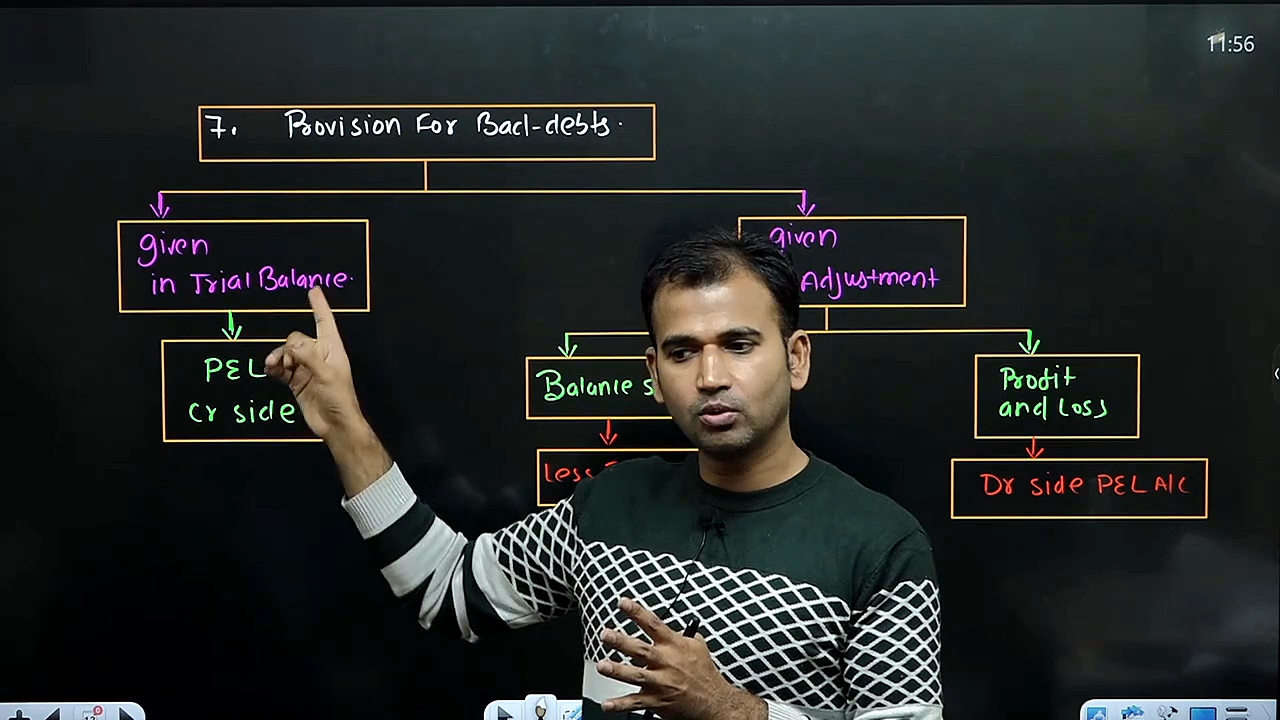 11:56
7. Provision For Bad-debts.
given
in Trial Balance.
given
Adjustment
P&L
Cr side
Balance
Profit
and Loss
less
Dr side P&L A/c